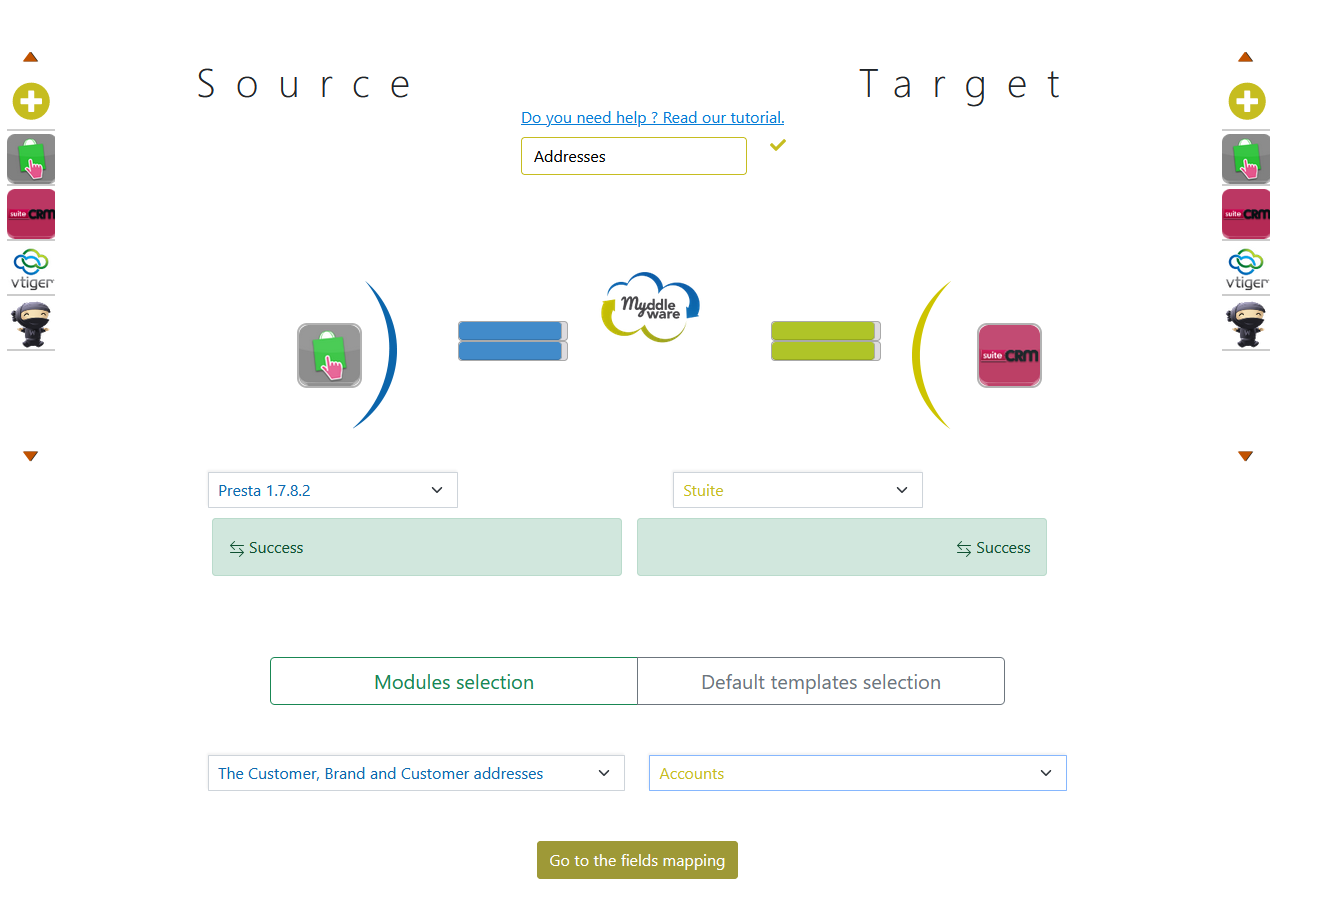 Source
Target
Do you need help ? Read our tutorial.
Addresses
suite CRM
vtiger
suite CRM
vtiger
Myddle
ware
suite CRM
Presta 1.7.8.2
Stuite
Success
Success
Modules selection
Default templates selection
The Customer, Brand and Customer addresses
Accounts
Go to the fields mapping